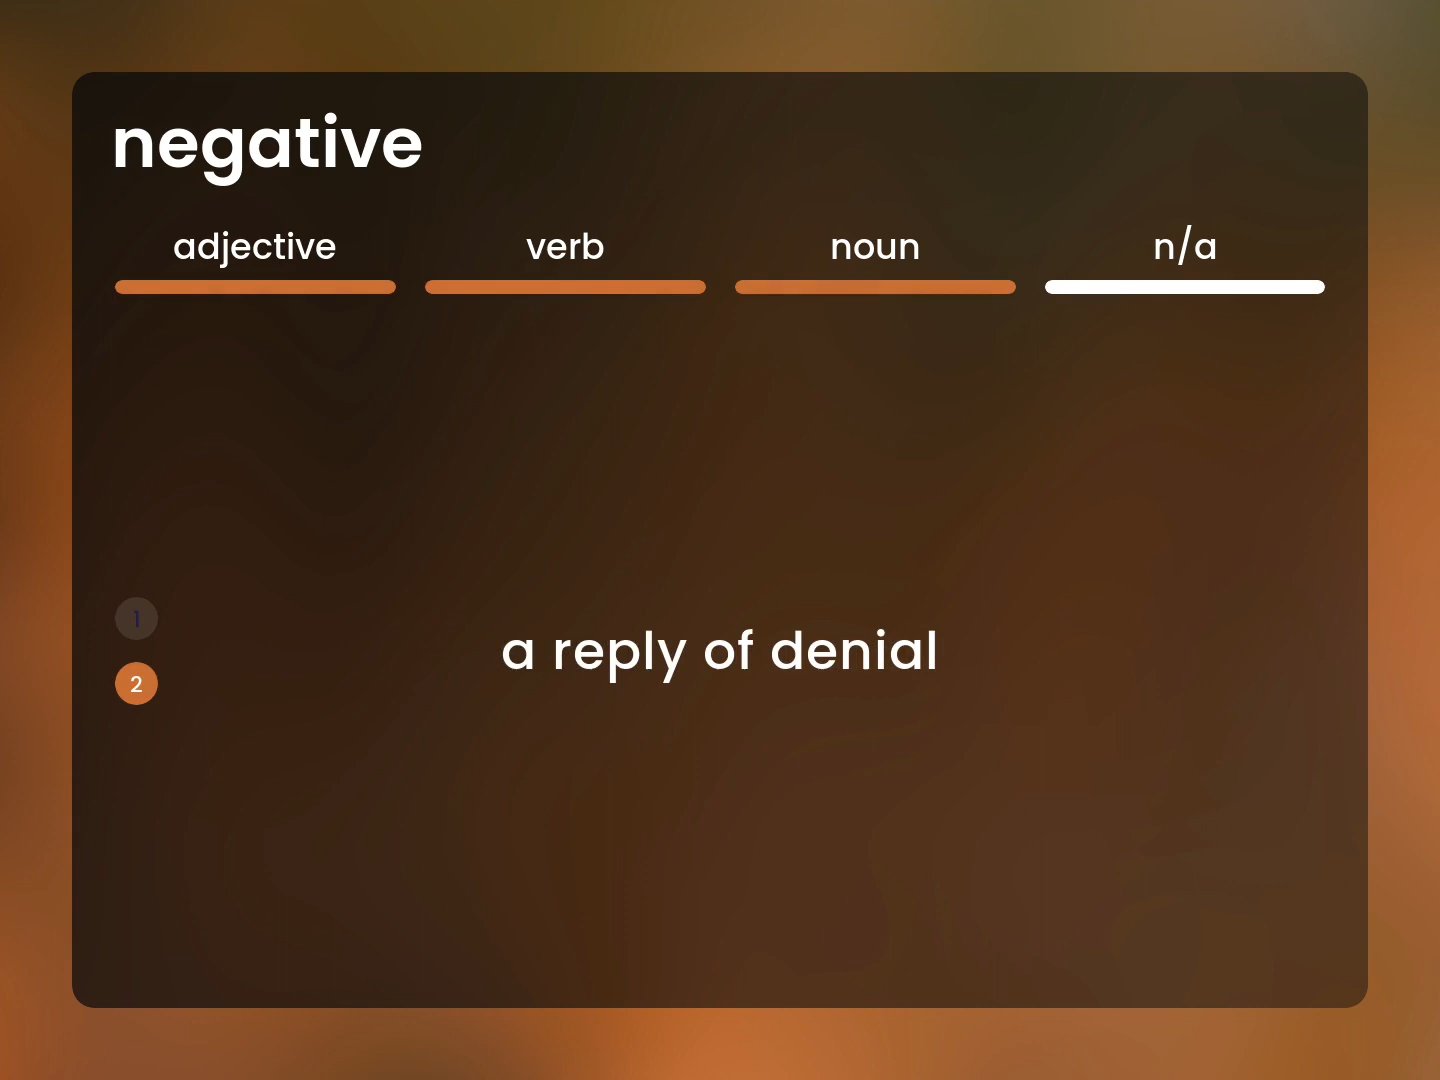 negative
adjective verb noun n/a
1
a reply of denial
2